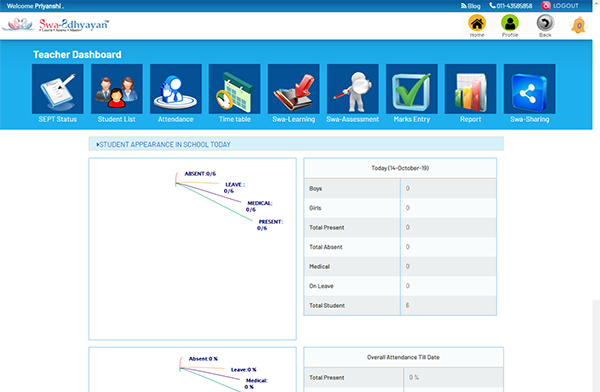 Welcome Priyanshi .
Blog
011-43585858
LOGOUT
Swa-Adhyayan™
Home
Profile
Back
0
Teacher Dashboard
SEPT Status
Student List
Attendance
Time table
Swa-Learning
Swa-Assessment
Marks Entry
Report
Swa-Sharing
STUDENT APPEARANCE IN SCHOOL TODAY
ABSENT:0/6
LEAVE :
0/6
MEDICAL:
0/6
PRESENT:
0/6
Today (14-October-19)
Boys 0
Girls 0
Total Present 0
Total Absent 0
Medical 0
On Leave 0
Total Student 6
Absent:0 %
Leave:0 %
Medical:
0 %
Overall Attendance Till Date
Total Present 0 %